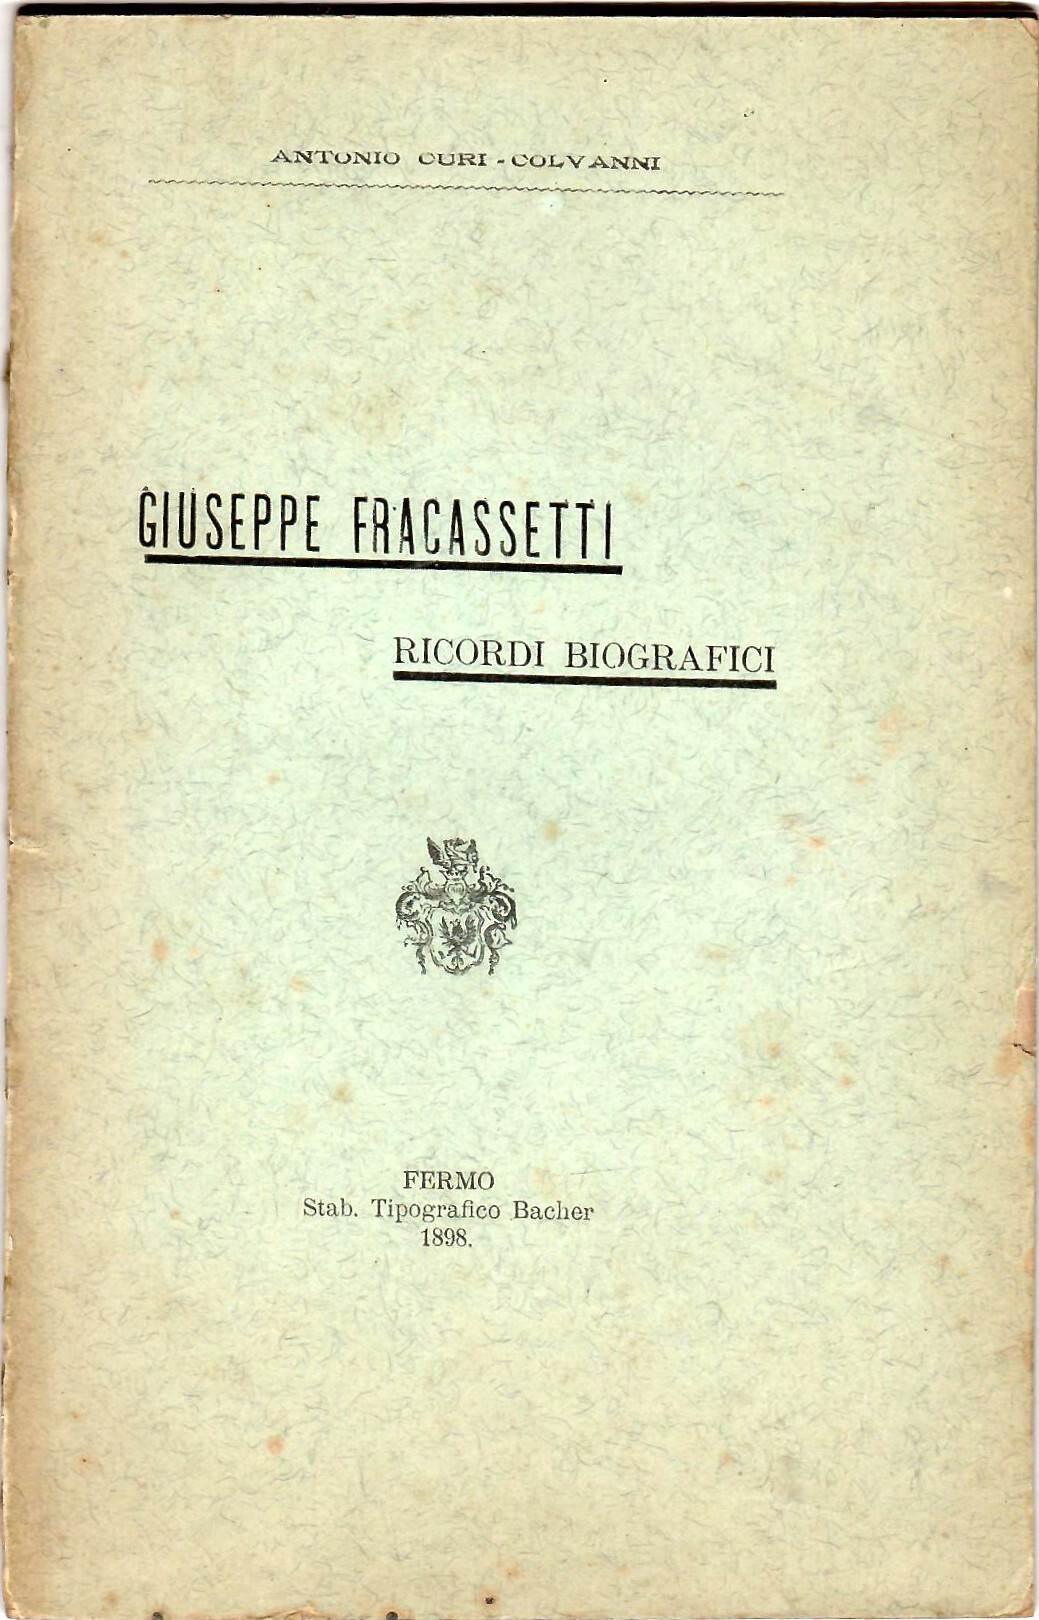 ANTONIO CURI - COLVANNI
GIUSEPPE FRACASSETTI
RICORDI BIOGRAFICI
FERMO
Stab. Tipografico Bacher
1898.